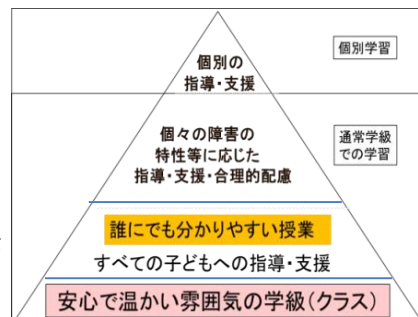 個別の
指導・支援
個別学習
個々の障害の
特性等に応じた
指導・支援・合理的配慮
通常学級
での学習
誰にでも分かりやすい授業
すべての子どもへの指導・支援
安心で温かい雰囲気の学級(クラス)